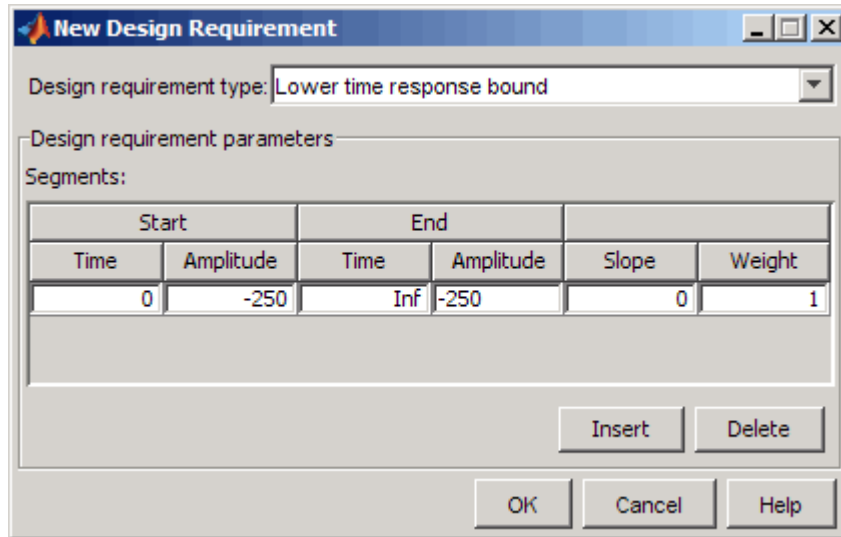 New Design Requirement
Design requirement type: Lower time response bound
Design requirement parameters
Segments:
Start End
Time Amplitude Time Amplitude Slope Weight
0 -250 Inf -250 0 1
Insert Delete
OK Cancel Help